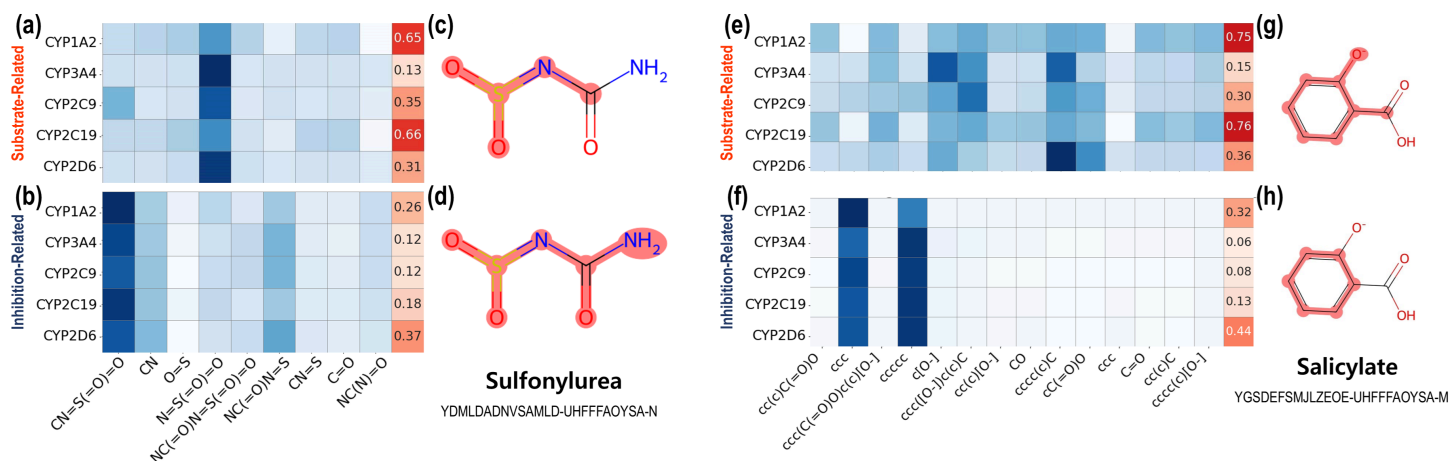 (a)
Substrate-Related
CYP1A2
0.65
CYP3A4
0.13
CYP2C9
0.35
CYP2C19
0.66
CYP2D6
0.31
(b)
Inhibition-Related
CYP1A2
0.26
CYP3A4
0.12
CYP2C9
0.12
CYP2C19
0.18
CYP2D6
0.37
CN=S(=O)=O
CN
O=S
N=S(=O)=O
NC(=O)N=S(=O)=O
NC(=O)N=S
CN=S
C=O
NC(N)=O
(c)
O
N
NH2
S
O
O
(d)
O
N
NH2
S
O
O
Sulfonylurea
YDMLDADNVSAMLD-UHFFFAOYSA-N
(e)
Substrate-Related
CYP1A2
0.75
CYP3A4
0.15
CYP2C9
0.30
CYP2C19
0.76
CYP2D6
0.36
(f)
Inhibition-Related
CYP1A2
0.32
CYP3A4
0.06
CYP2C9
0.08
CYP2C19
0.13
CYP2D6
0.44
cc(c)C(=O)O
ccc
ccc(C(=O)O)c(c)[O-]
ccccc
c[O-]
ccc([O-])c(c)C
cc(c)[O-]
CO
cccc(c)C
cC(=O)O
ccc
C=O
cc(c)C
cccc(c)[O-]
(g)
O-
O
OH
(h)
O-
O
OH
Salicylate
YGSDEFSMJLZEOE-UHFFFAOYSA-M